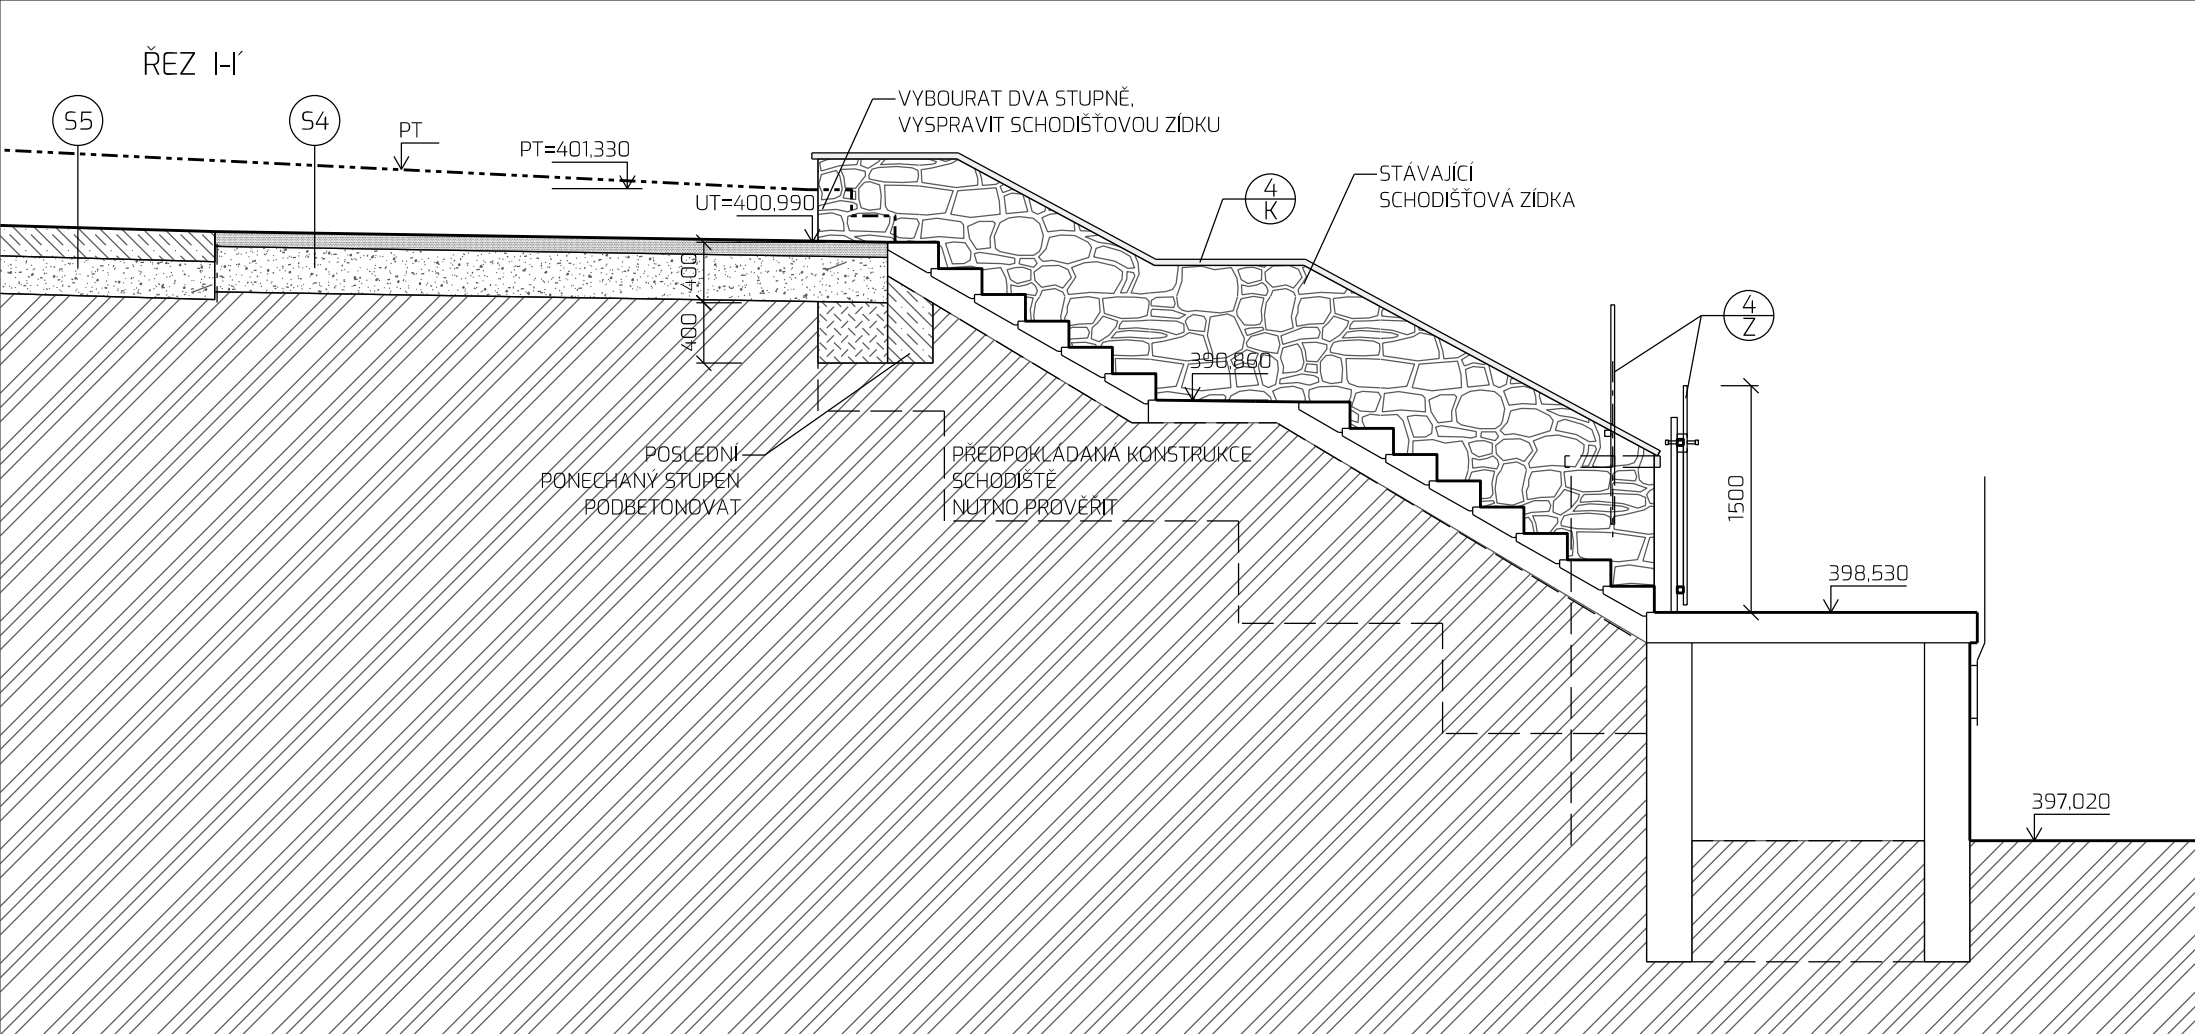 ŘEZ I-I´
S5
S4
PT
PT=401,330
VYBOURAT DVA STUPNĚ,
VYSPRAVIT SCHODIŠŤOVOU ZÍDKU
UT=400,990
4
K
STÁVAJÍCÍ
SCHODIŠŤOVÁ ZÍDKA
400
400
4
Z
390,860
POSLEDNÍ
PONECHANÝ STUPEŇ
PODBETONOVAT
PŘEDPOKLÁDANÁ KONSTRUKCE
SCHODIŠTĚ
NUTNO PROVĚŘIT
1500
398,530
397,020